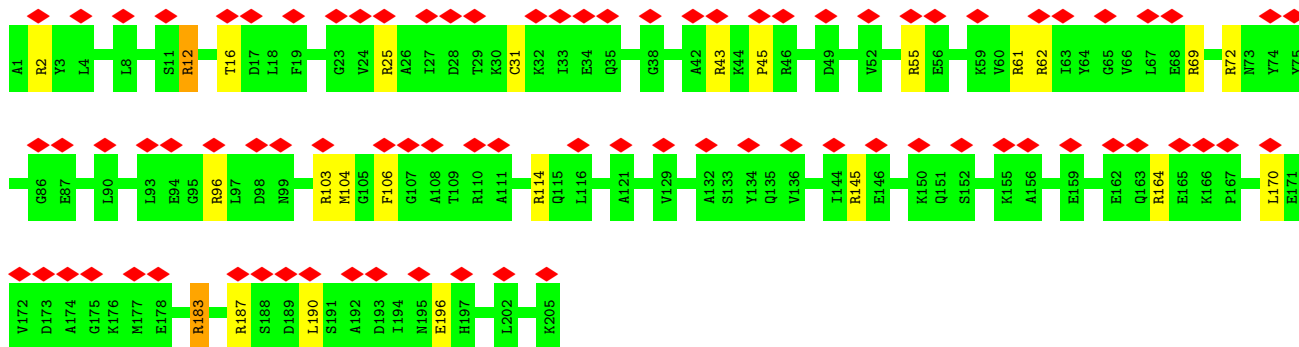 A1 R2 Y3 L4 L8 S11 R12 T16 D17 L18 F19 G23 V24 R25 A26 I27 D28 T29 K30 C31 K32 I33 E34 Q35 G38 A42 R43 K44 P45 R46 D49 V52 R55 E56 K59 V60 R61 R62 I63 Y64 G65 V66 L67 E68 R69 R72 N73 Y74 Y75
G86 E87 L90 L93 E94 G95 R96 L97 D98 N99 R103 M104 G105 F106 G107 A108 T109 R110 A111 R114 Q115 L116 A121 V129 A132 S133 Y134 Q135 V136 I144 R145 E146 K150 Q151 S152 K155 A156 E159 E162 Q163 R164 E165 K166 P167 L170 E171
V172 D173 A174 G175 K176 M177 E178 R183 R187 S188 D189 L190 S191 A192 D193 I194 N195 E196 H197 L202 K205